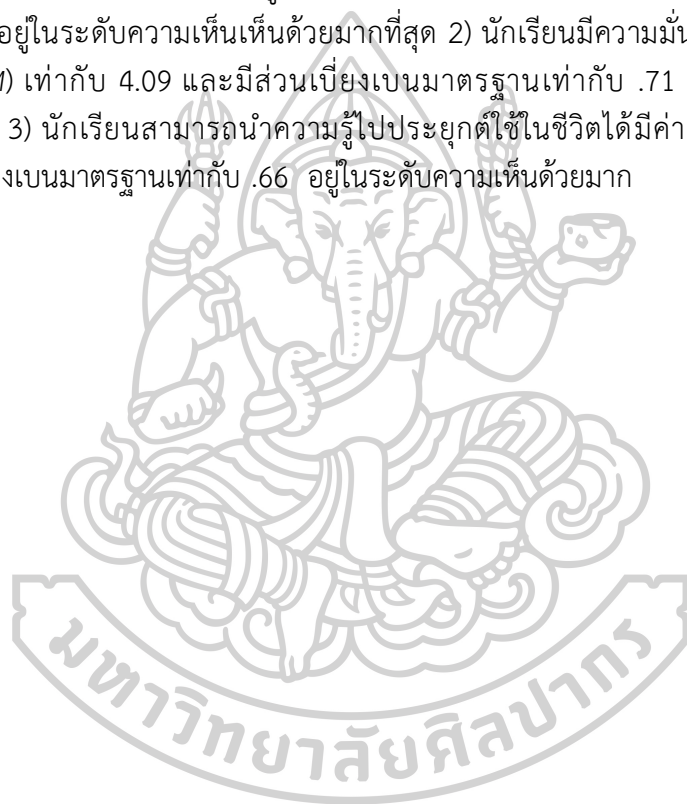 อยู่ในระดับความเห็นเห็นด้วยมากที่สุด 2) นักเรียนมีความมั่น
) เท่ากับ 4.09 และมีส่วนเบี่ยงเบนมาตรฐานเท่ากับ .71
3) นักเรียนสามารถนำความรู้ไปประยุกต์ใช้ในชีวิตได้มีค่า
งเบนมาตรฐานเท่ากับ .66 อยู่ในระดับความเห็นด้วยมาก
มหาวิทยาลัยศิลปากร